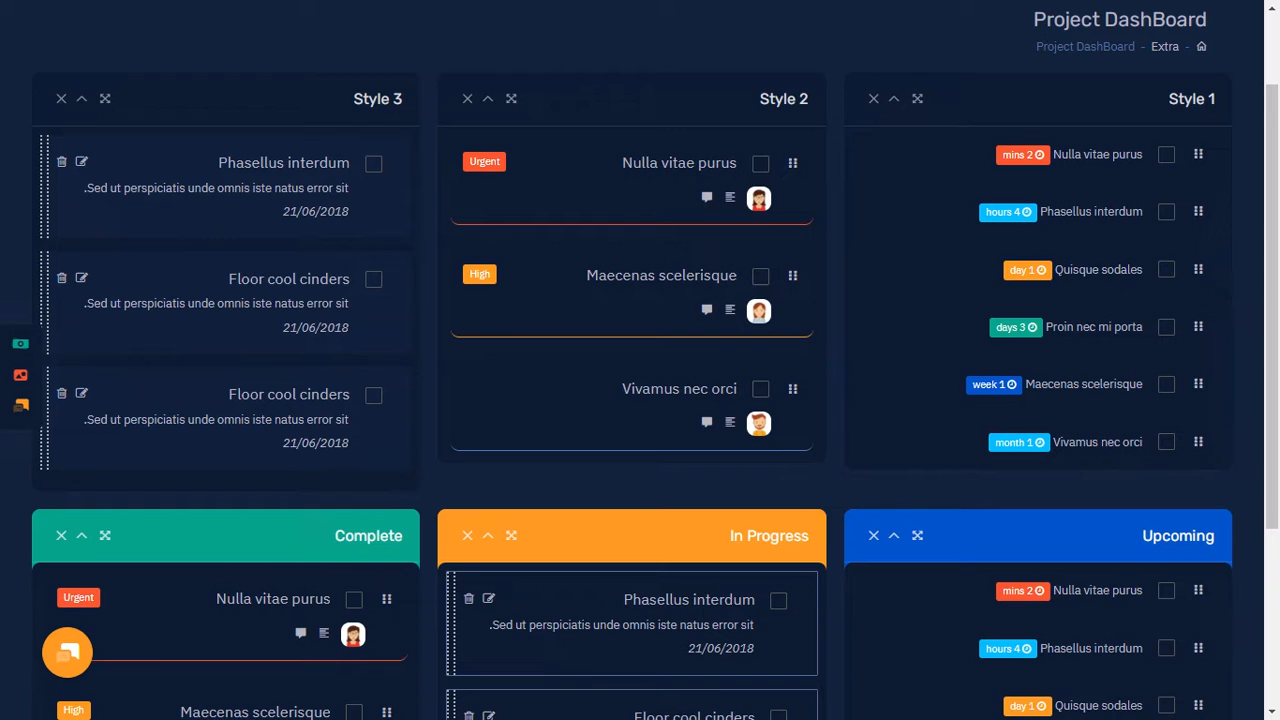 Project DashBoard
Project DashBoard - Extra -
Style 3
Phasellus interdum
.Sed ut perspiciatis unde omnis iste natus error sit
21/06/2018
Floor cool cinders
.Sed ut perspiciatis unde omnis iste natus error sit
21/06/2018
Floor cool cinders
.Sed ut perspiciatis unde omnis iste natus error sit
21/06/2018
Style 2
Urgent Nulla vitae purus
High Maecenas scelerisque
Vivamus nec orci
Style 1
mins 2 Nulla vitae purus
hours 4 Phasellus interdum
day 1 Quisque sodales
days 3 Proin nec mi porta
week 1 Maecenas scelerisque
month 1 Vivamus nec orci
Complete
Urgent Nulla vitae purus
High Maecenas scelerisque
In Progress
Phasellus interdum
.Sed ut perspiciatis unde omnis iste natus error sit
21/06/2018
Floor cool cinders
Upcoming
mins 2 Nulla vitae purus
hours 4 Phasellus interdum
day 1 Quisque sodales